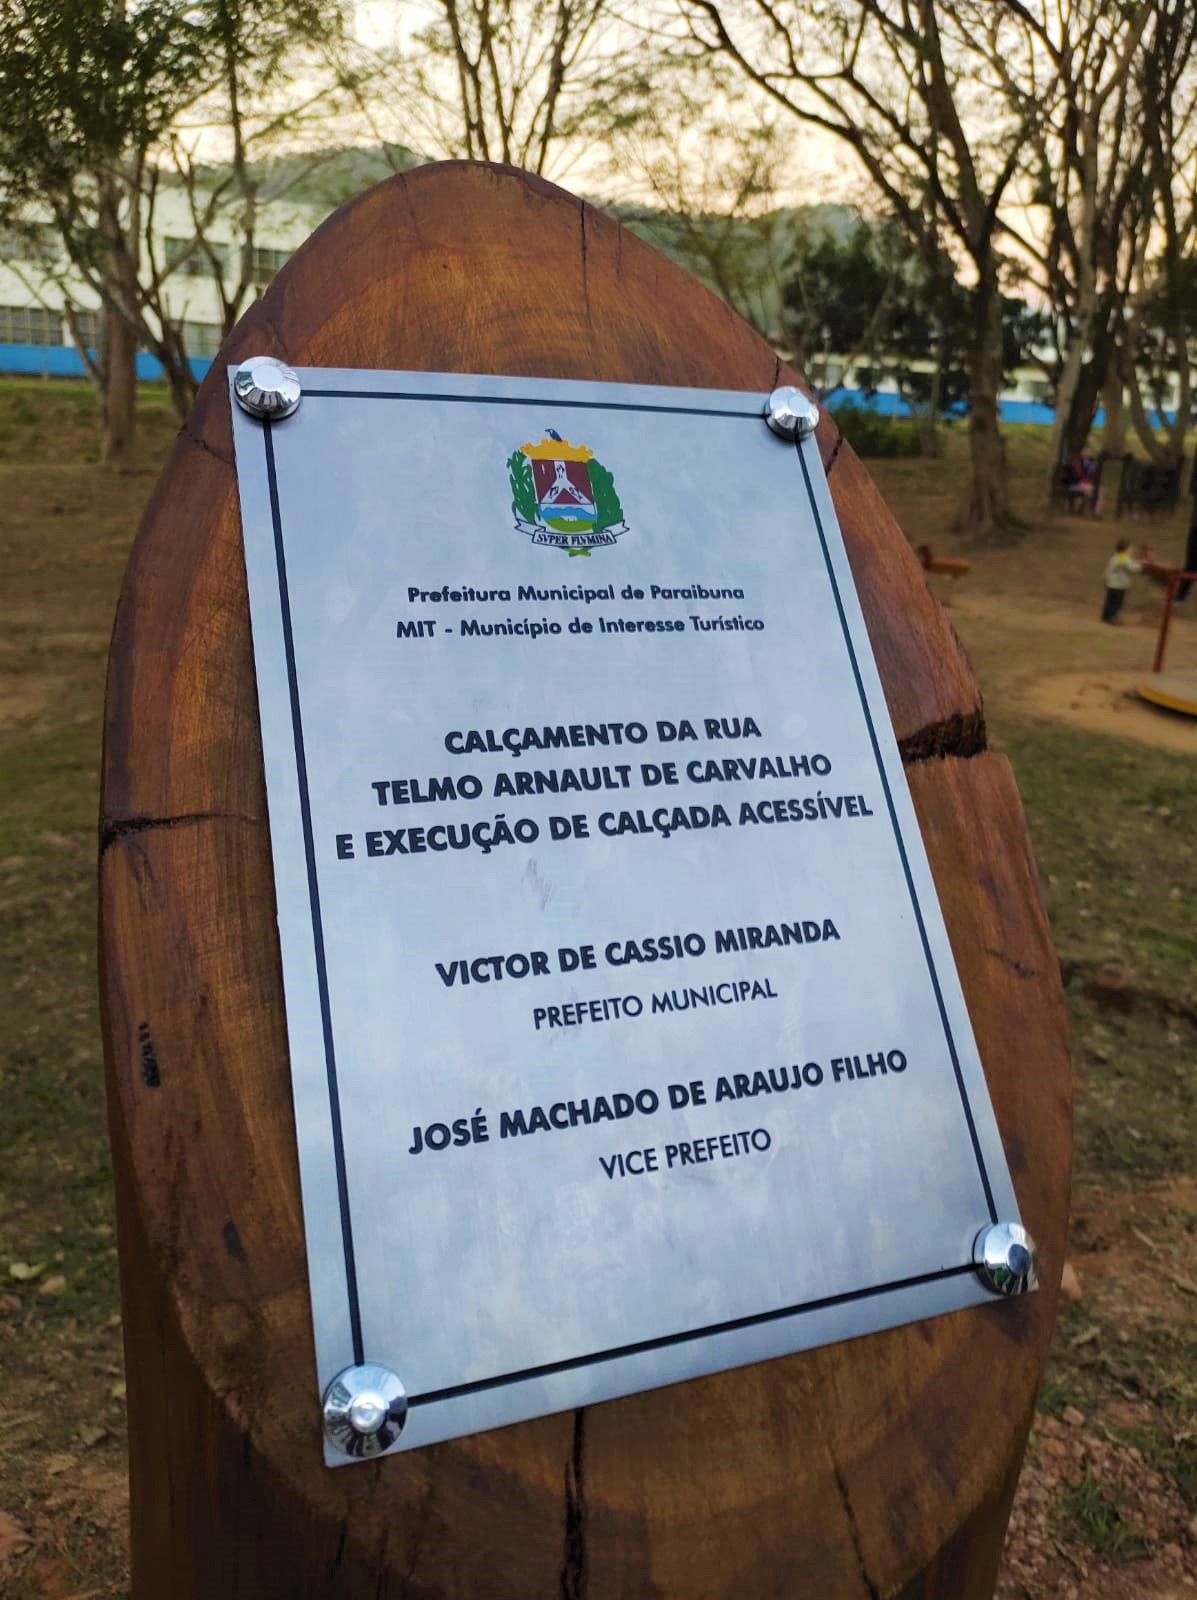 SVPER FLVMINA
Prefeitura Municipal de Paraibuna
MIT - Município de Interesse Turístico
CALÇAMENTO DA RUA
TELMO ARNAULT DE CARVALHO
E EXECUÇÃO DE CALÇADA ACESSÍVEL
VICTOR DE CASSIO MIRANDA
PREFEITO MUNICIPAL
JOSÉ MACHADO DE ARAUJO FILHO
VICE PREFEITO